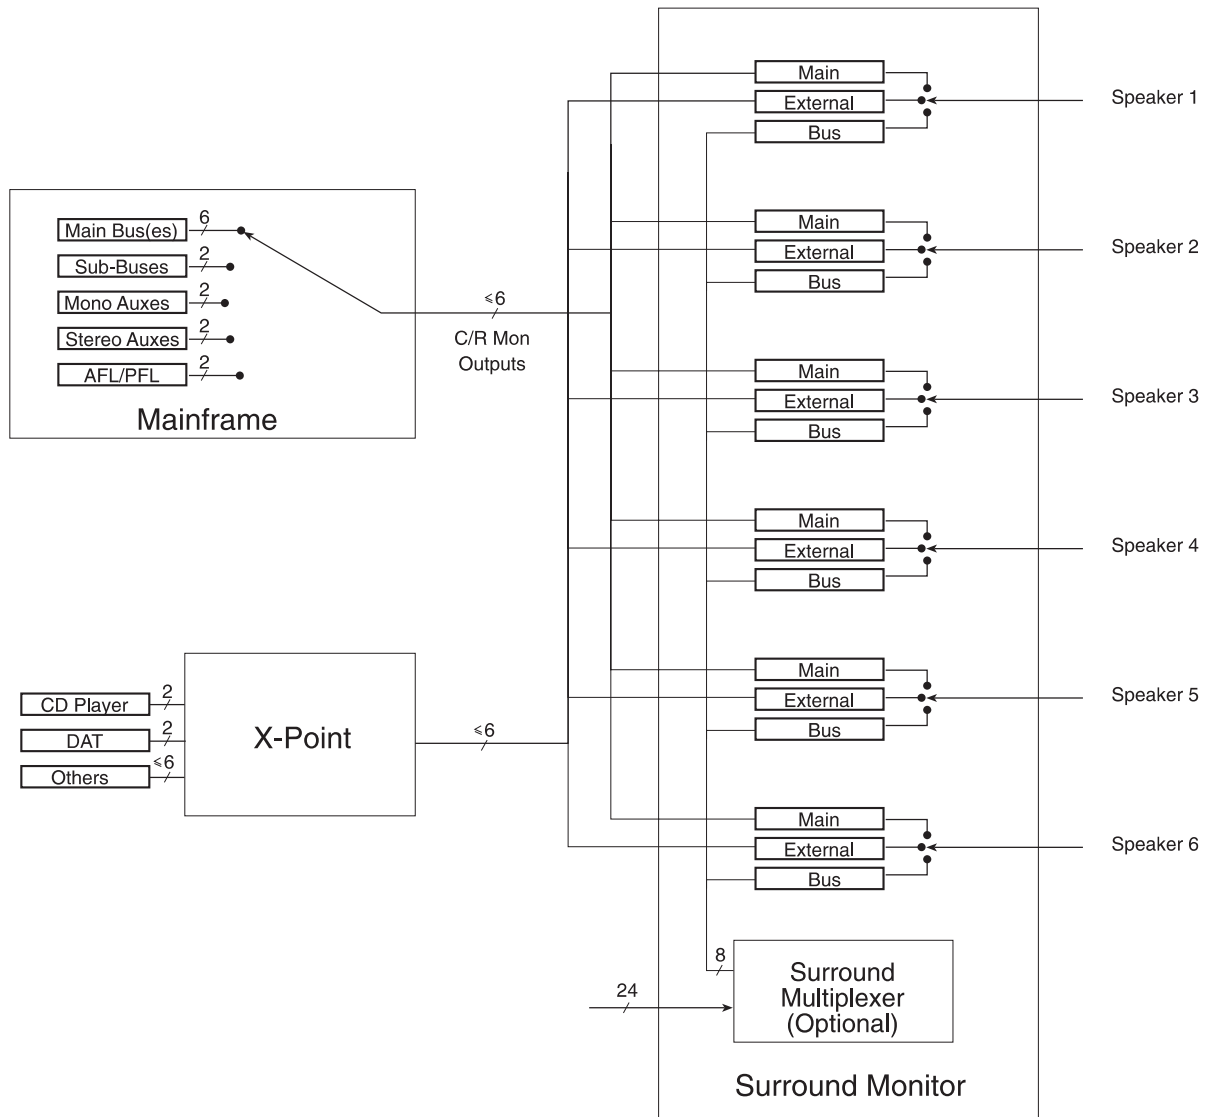 Main
External
Bus
Speaker 1
Main Bus(es)
6
Sub-Buses
2
Mono Auxes
2
Stereo Auxes
2
AFL/PFL
2
Mainframe
⩽6
C/R Mon
Outputs
Main
External
Bus
Speaker 2
Main
External
Bus
Speaker 3
Main
External
Bus
Speaker 4
CD Player
2
DAT
2
Others
⩽6
X-Point
⩽6
Main
External
Bus
Speaker 5
Main
External
Bus
Speaker 6
8
24
Surround
Multiplexer
(Optional)
Surround Monitor